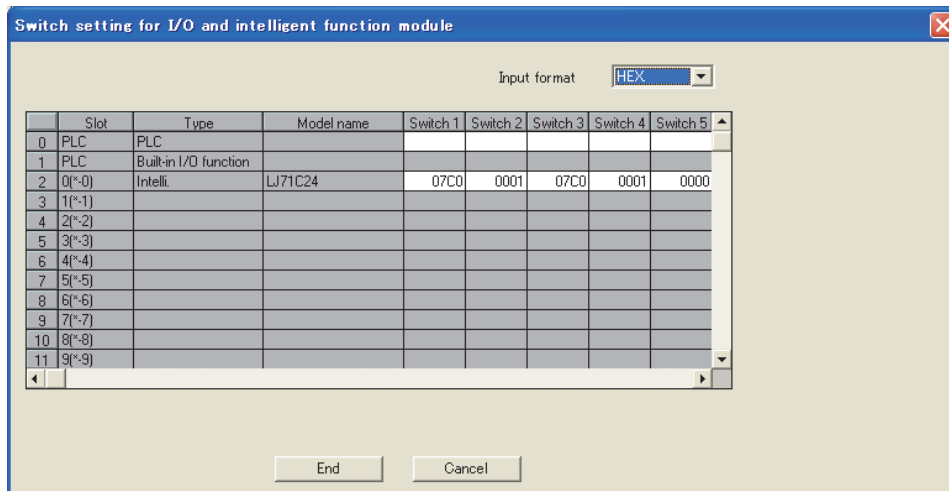 Switch setting for I/O and intelligent function module
Input format HEX
Slot Type Model name Switch 1 Switch 2 Switch 3 Switch 4 Switch 5
0 PLC PLC
1 PLC Built-in I/O function
2 0(*-0) Intelli. LJ71C24 07C0 0001 07C0 0001 0000
3 1(*-1)
4 2(*-2)
5 3(*-3)
6 4(*-4)
7 5(*-5)
8 6(*-6)
9 7(*-7)
10 8(*-8)
11 9(*-9)
End Cancel